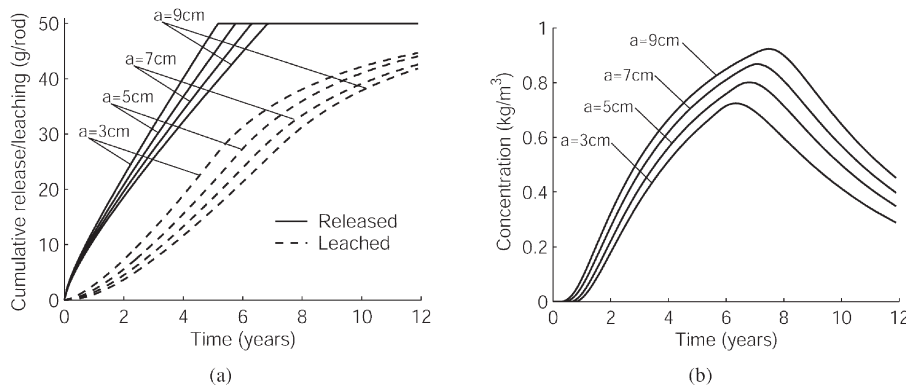 50
40
30
20
10
0
Cumulative release/leaching (g/rod)
a=9cm
a=7cm
a=5cm
a=3cm
Released
Leached
0 2 4 6 8 10 12
Time (years)
(a)
1
0.8
0.6
0.4
0.2
0
Concentration (kg/m³)
a=9cm
a=7cm
a=5cm
a=3cm
0 2 4 6 8 10 12
Time (years)
(b)